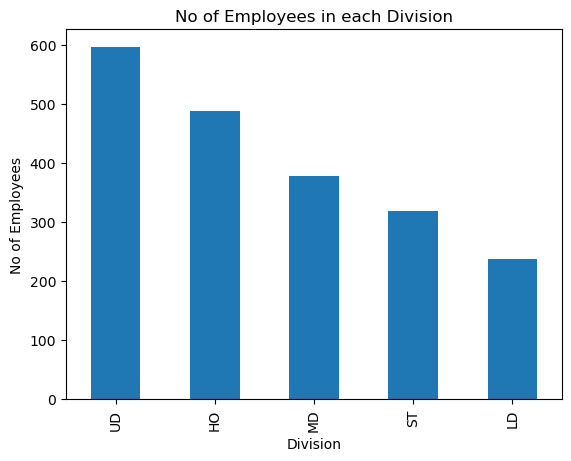 No of Employees in each Division
No of Employees
600
500
400
300
200
100
0
UD
HO
MD
ST
LD
Division